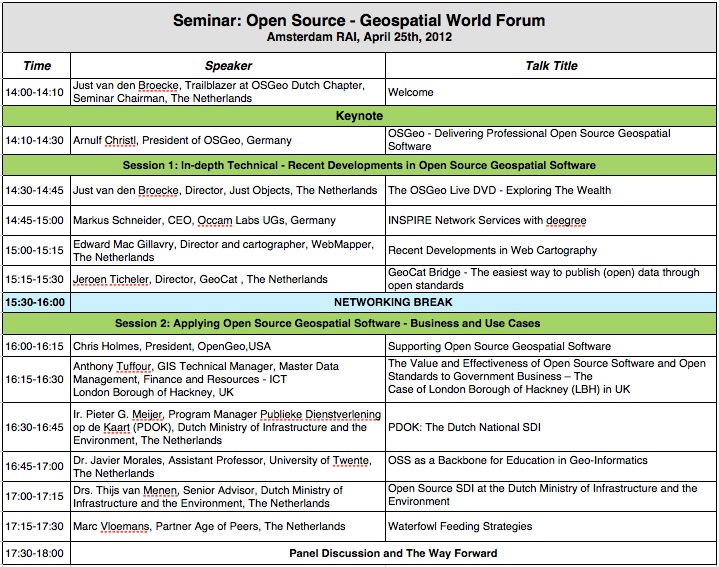 Seminar: Open Source - Geospatial World Forum
Amsterdam RAI, April 25th, 2012
Time Speaker Talk Title
14:00-14:10 Just van den Broecke, Trailblazer at OSGeo Dutch Chapter,
Seminar Chairman, The Netherlands
Welcome
Keynote
14:10-14:30 Arnulf Christl, President of OSGeo, Germany
OSGeo - Delivering Professional Open Source Geospatial
Software
Session 1: In-depth Technical - Recent Developments in Open Source Geospatial Software
14:30-14:45 Just van den Broecke, Director, Just Objects, The Netherlands The OSGeo Live DVD - Exploring The Wealth
14:45-15:00 Markus Schneider, CEO, Occam Labs UGs, Germany INSPIRE Network Services with deegree
15:00-15:15 Edward Mac Gillavry, Director and cartographer, WebMapper,
The Netherlands
Recent Developments in Web Cartography
15:15-15:30 Jeroen Ticheler, Director, GeoCat , The Netherlands
GeoCat Bridge - The easiest way to publish (open) data through
open standards
15:30-16:00 NETWORKING BREAK
Session 2: Applying Open Source Geospatial Software - Business and Use Cases
16:00-16:15 Chris Holmes, President, OpenGeo,USA Supporting Open Source Geospatial Software
16:15-16:30 Anthony Tuffour, GIS Technical Manager, Master Data
Management, Finance and Resources - ICT
London Borough of Hackney, UK
The Value and Effectiveness of Open Source Software and Open
Standards to Government Business – The
Case of London Borough of Hackney (LBH) in UK
16:30-16:45 Ir. Pieter G. Meijer, Program Manager Publieke Dienstverlening
op de Kaart (PDOK), Dutch Ministry of Infrastructure and the
Environment, The Netherlands
PDOK: The Dutch National SDI
16:45-17:00 Dr. Javier Morales, Assistant Professor, University of Twente,
The Netherlands
OSS as a Backbone for Education in Geo-Informatics
17:00-17:15 Drs. Thijs van Menen, Senior Advisor, Dutch Ministry of
Infrastructure and the Environment, The Netherlands
Open Source SDI at the Dutch Ministry of Infrastructure and the
Environment
17:15-17:30 Marc Vloemans, Partner Age of Peers, The Netherlands Waterfowl Feeding Strategies
17:30-18:00 Panel Discussion and The Way Forward